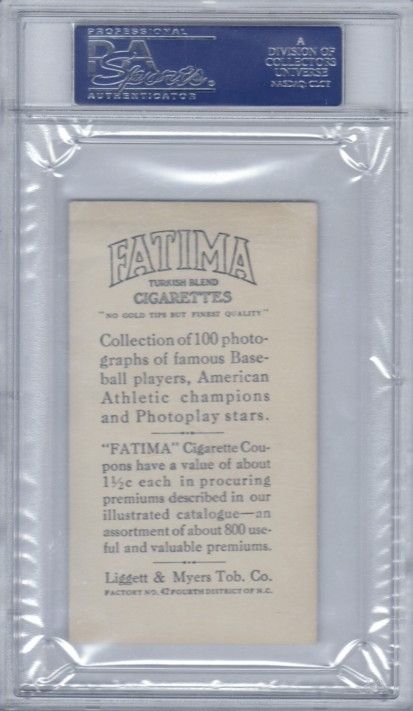 PROFESSIONAL
PSA
Sports
AUTHENTICATOR
A
DIVISION OF
COLLECTORS
UNIVERSE
NASDAQ: CLCT
FATIMA
TURKISH BLEND
CIGARETTES
"NO GOLD TIPS BUT FINEST QUALITY"
Collection of 100 photo-
graphs of famous Base-
ball players, American
Athletic champions
and Photoplay stars.
"FATIMA" Cigarette Cou-
pons have a value of about
1½c each in procuring
premiums described in our
illustrated catalogue—an
assortment of about 800 use-
ful and valuable premiums.
Liggett & Myers Tob. Co.
FACTORY NO. 42 FOURTH DISTRICT OF N.C.